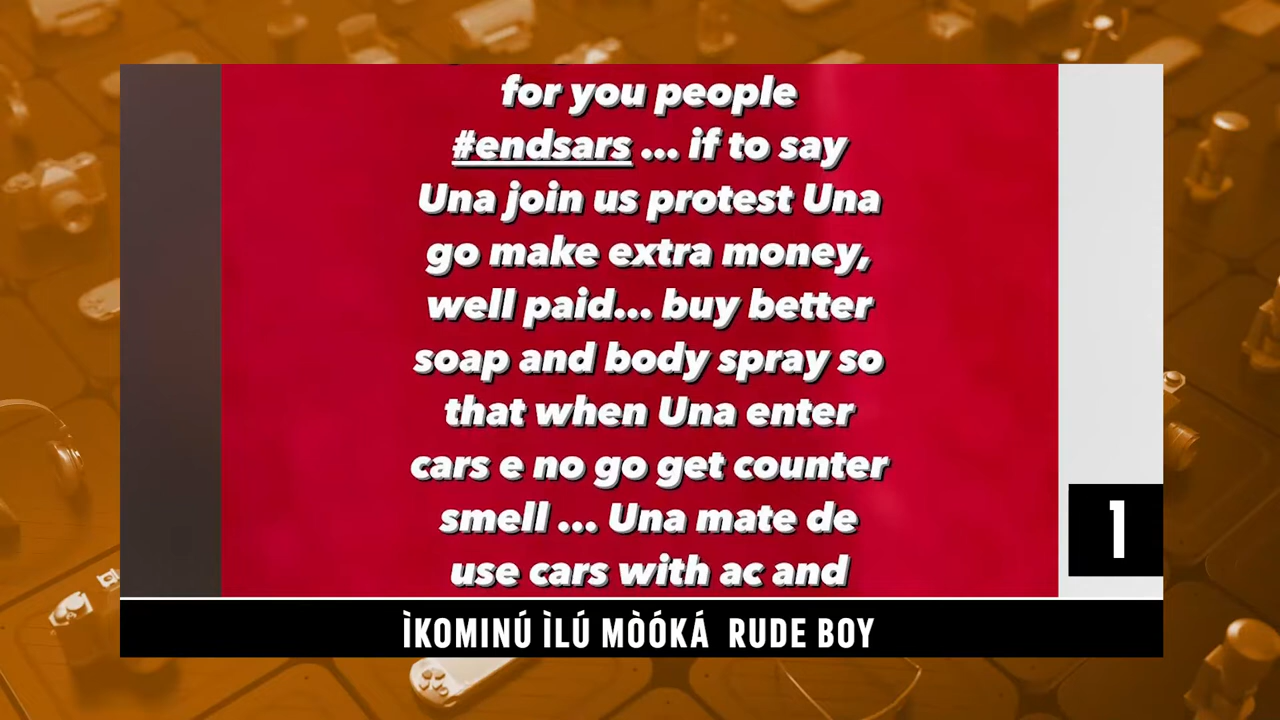 for you people
#endsars ... if to say
Una join us protest Una
go make extra money,
well paid... buy better
soap and body spray so
that when Una enter
cars e no go get counter
smell ... Una mate de
use cars with ac and
1
ÌKOMINÚ ÌLÚ MÒÓKÁ RUDE BOY